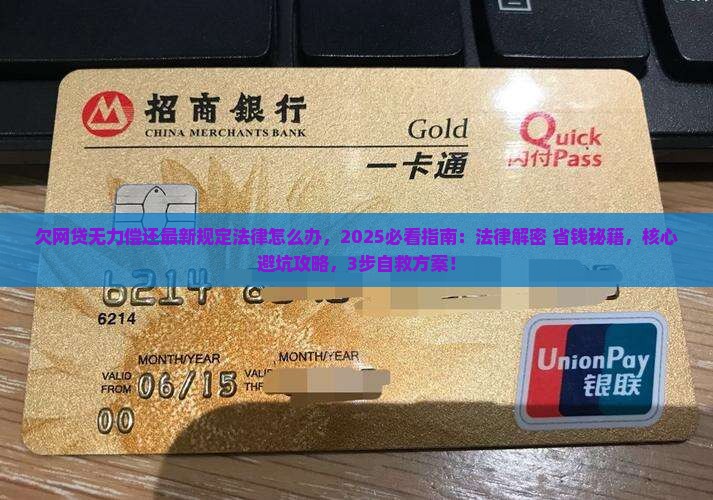 招商銀行
CHINA MERCHANTS BANK
Gold
一卡通
Quick
闪付Pass
欠网贷无力偿还最新规定法律怎么办，2025必看指南：法律解密 省钱秘籍，核心
避坑攻略，3步自救方案！
6214
6214
MONTH/YEAR
MONTH/YEAR
VALID
FROM
06/15
00
UnionPay
银联